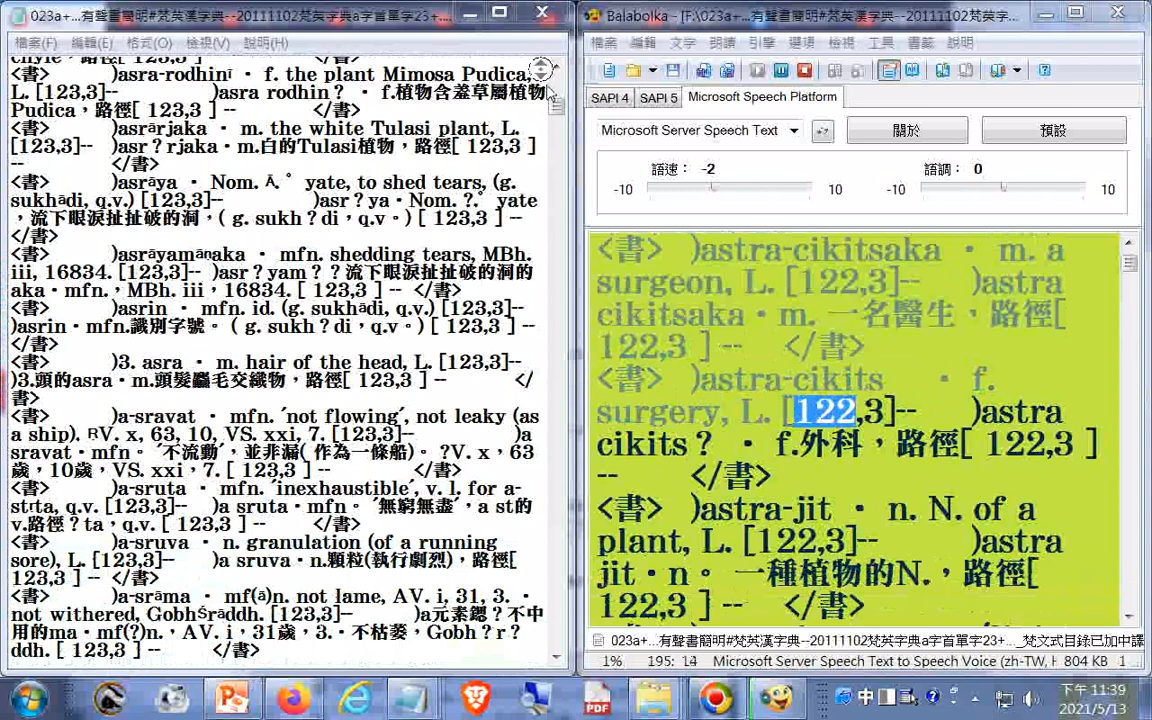 023a+...有聲書簡明#梵英漢字典--20111102梵英字典a字首單字23+...
檔案(F) 編輯(E) 格式(O) 檢視(V) 說明(H)
<書> )asra-rodhinī · f. the plant Mimosa Pudica,
L. [123,3]-- )asra rodhin ? · f.植物含羞草屬植物
Pudica，路徑[ 123,3 ] -- </書>
<書> )asrārjaka · m. the white Tulasi plant, L.
[123,3]-- )asr ? rjaka · m.白的Tulasi植物，路徑[ 123,3 ]
-- </書>
<書> )asrāya · Nom. Ā. ° yate, to shed tears, (g.
sukhādi, q.v.) [123,3]-- )asr ? ya · Nom. ?. ° yate
，流下眼淚扯扯破的洞，( g. sukh ? di，q.v。) [ 123,3 ] --
</書>
<書> )asrāyamāṇaka · mfn. shedding tears, MBh.
iii, 16834. [123,3]-- )asr ? yam ? ? 流下眼淚扯扯破的洞的
aka · mfn.，MBh. iii，16834. [ 123,3 ] -- </書>
<書> )asrin · mfn. id. (g. sukhādi, q.v.) [123,3]--
)asrin · mfn.識別字號。 ( g. sukh ? di，q.v。) [ 123,3 ] --
</書>
<書> )3. asra · m. hair of the head, L. [123,3]--
)3.頭的asra · m.頭髮龘毛交織物，路徑[ 123,3 ] -- </
書>
<書> )a-sravat · mfn. 'not flowing', not leaky (as
a ship), RV. x, 63, 10, VS. xxi, 7. [123,3]-- )a
sravat · mfn。 '不流動'，並非漏( 作為一條船)。 ?V. x，63
歲，10歲，VS. xxi，7. [ 123,3 ] -- </書>
<書> )a-sruta · mfn. 'inexhaustible', v. l. for a-
stṛta, q.v. [123,3]-- )a sruta · mfn。 '無窮無盡'，a st的
v.路徑 ? ta，q.v. [ 123,3 ] -- </書>
<書> )a-sruva · n. granulation (of a running
sore), L. [123,3]-- )a sruva · n.顆粒(執行劇烈)，路徑[
123,3 ] -- </書>
<書> )a-srāma · mf(ā)n. not lame, AV. i, 31, 3. ·
not withered, GobhŚrāddh. [123,3]-- )a元素鍶 ? 不中
用的ma · mf(?)n.，AV. i，31歲，3. · 不枯萎，Gobh ? r ?
ddh. [ 123,3 ] -- </書>
Balabolka - [F:\023a+...有聲書簡明#梵英漢字典--20111102梵英字...
檔案 編輯 文字 朗讀 引擎 選項 檢視 工具 書籤 說明
SAPI 4 SAPI 5 Microsoft Speech Platform
Microsoft Server Speech Text 關於 預設
語速： -2 語調： 0
-10 10 -10 10
<書> )astra-cikitsaka · m. a
surgeon, L. [122,3]-- )astra
cikitsaka · m. 一名醫生，路徑[
122,3 ] -- </書>
<書> )astra-cikits · f.
surgery, L. [122,3]-- )astra
cikits ? · f.外科，路徑[ 122,3 ]
-- </書>
<書> )astra-jit · n. N. of a
plant, L. [122,3]-- )astra
jit · n。 一種植物的N.，路徑[
122,3 ] -- </書>
023a+...有聲書簡明#梵英漢字典--20111102梵英字典a字首單字23+..._梵文式目錄已加中譯
1% 195: 14 Microsoft Server Speech Text to Speech Voice (zh-TW, H 804 KB 1
PDF
中
下午 11:39
2021/5/13